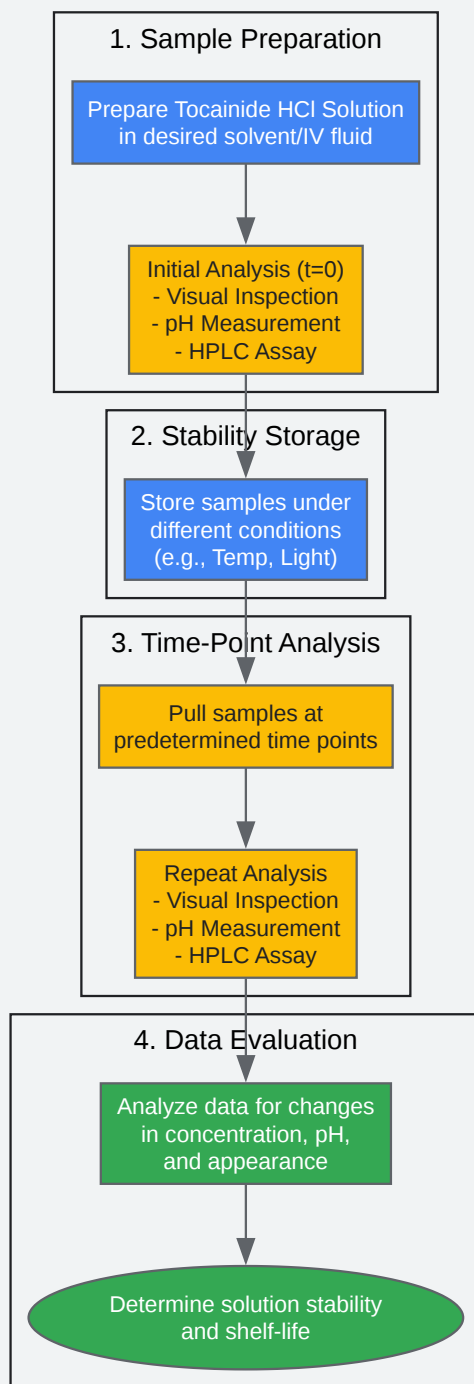 1. Sample Preparation
Prepare Tocainide HCl Solution
in desired solvent/IV fluid
Initial Analysis (t=0)
- Visual Inspection
- pH Measurement
- HPLC Assay
2. Stability Storage
Store samples under
different conditions
(e.g., Temp, Light)
3. Time-Point Analysis
Pull samples at
predetermined time points
Repeat Analysis
- Visual Inspection
- pH Measurement
- HPLC Assay
4. Data Evaluation
Analyze data for changes
in concentration, pH,
and appearance
Determine solution stability
and shelf-life